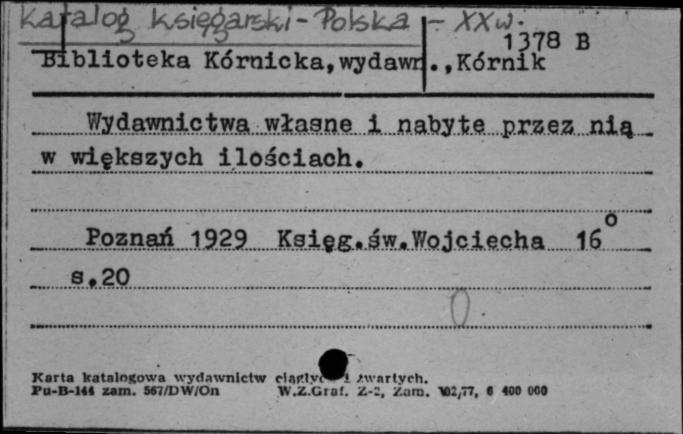 Katalog księgarski - Polska - XX w.
1378 B
Biblioteka Kórnicka,wydawn.,Kórnik
Wydawnictwa własne i nabyte przez nią
w większych ilościach.
Poznań 1929 Księg.św.Wojciecha 16°
s.20
0
Karta katalogowa wydawnictw ciągłych i zwartych.
Pu-B-144 zam. 567/DW/On W.Z.Graf. Z-2, Zam. 102,77, 6 400 000